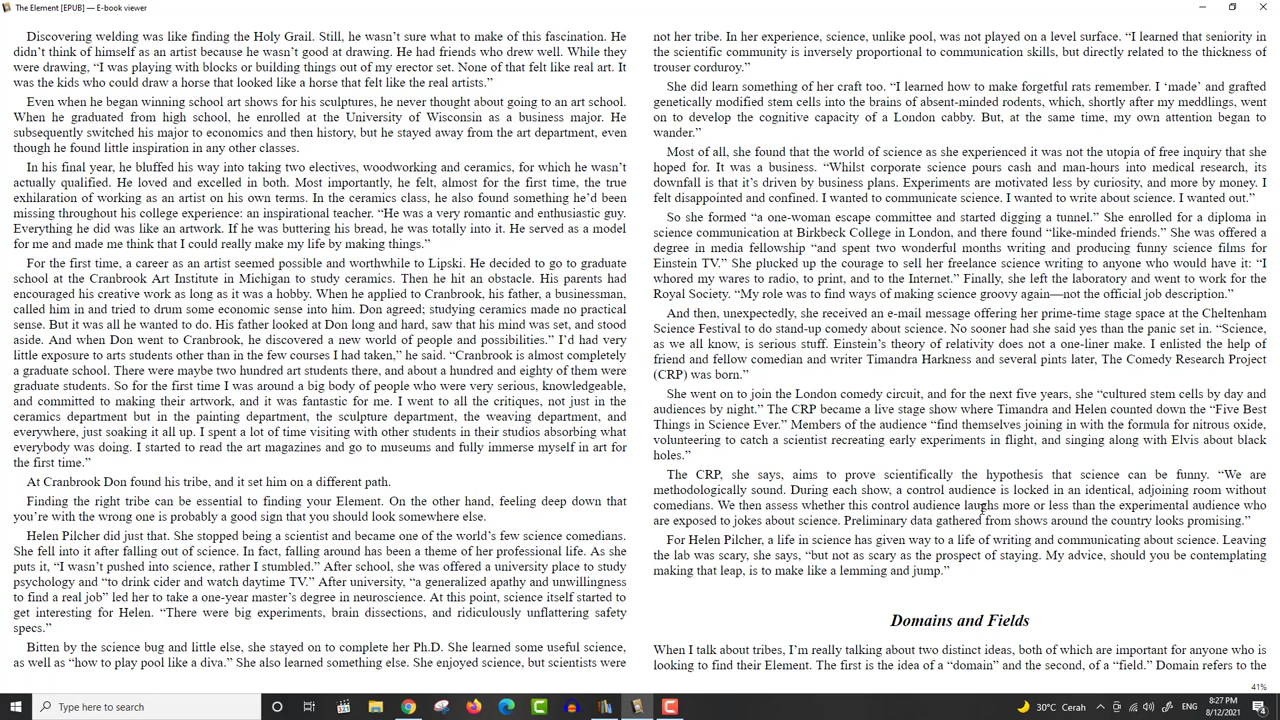 The Element [EPUB] — E-book viewer
Discovering welding was like finding the Holy Grail. Still, he wasn't sure what to make of this fascination. He
didn't think of himself as an artist because he wasn't good at drawing. He had friends who drew well. While they
were drawing, “I was playing with blocks or building things out of my erector set. None of that felt like real art. It
was the kids who could draw a horse that looked like a horse that felt like the real artists.”
Even when he began winning school art shows for his sculptures, he never thought about going to an art school.
When he graduated from high school, he enrolled at the University of Wisconsin as a business major. He
subsequently switched his major to economics and then history, but he stayed away from the art department, even
though he found little inspiration in any other classes.
In his final year, he bluffed his way into taking two electives, woodworking and ceramics, for which he wasn't
actually qualified. He loved and excelled in both. Most importantly, he felt, almost for the first time, the true
exhilaration of working as an artist on his own terms. In the ceramics class, he also found something he'd been
missing throughout his college experience: an inspirational teacher. “He was a very romantic and enthusiastic guy.
Everything he did was like an artwork. If he was buttering his bread, he was totally into it. He served as a model
for me and made me think that I could really make my life by making things.”
For the first time, a career as an artist seemed possible and worthwhile to Lipski. He decided to go to graduate
school at the Cranbrook Art Institute in Michigan to study ceramics. Then he hit an obstacle. His parents had
encouraged his creative work as long as it was a hobby. When he applied to Cranbrook, his father, a businessman,
called him in and tried to drum some economic sense into him. Don agreed; studying ceramics made no practical
sense. But it was all he wanted to do. His father looked at Don long and hard, saw that his mind was set, and stood
aside. And when Don went to Cranbrook, he discovered a new world of people and possibilities.” I'd had very
little exposure to arts students other than in the few courses I had taken,” he said. “Cranbrook is almost completely
a graduate school. There were maybe two hundred art students there, and about a hundred and eighty of them were
graduate students. So for the first time I was around a big body of people who were very serious, knowledgeable,
and committed to making their artwork, and it was fantastic for me. I went to all the critiques, not just in the
ceramics department but in the painting department, the sculpture department, the weaving department, and
everywhere, just soaking it all up. I spent a lot of time visiting with other students in their studios absorbing what
everybody was doing. I started to read the art magazines and go to museums and fully immerse myself in art for
the first time.”
At Cranbrook Don found his tribe, and it set him on a different path.
Finding the right tribe can be essential to finding your Element. On the other hand, feeling deep down that
you're with the wrong one is probably a good sign that you should look somewhere else.
Helen Pilcher did just that. She stopped being a scientist and became one of the world's few science comedians.
She fell into it after falling out of science. In fact, falling around has been a theme of her professional life. As she
puts it, “I wasn't pushed into science, rather I stumbled.” After school, she was offered a university place to study
psychology and “to drink cider and watch daytime TV.” After university, “a generalized apathy and unwillingness
to find a real job” led her to take a one-year master's degree in neuroscience. At this point, science itself started to
get interesting for Helen. “There were big experiments, brain dissections, and ridiculously unflattering safety
specs.”
Bitten by the science bug and little else, she stayed on to complete her Ph.D. She learned some useful science,
as well as “how to play pool like a diva.” She also learned something else. She enjoyed science, but scientists were
not her tribe. In her experience, science, unlike pool, was not played on a level surface. “I learned that seniority in
the scientific community is inversely proportional to communication skills, but directly related to the thickness of
trouser corduroy.”
She did learn something of her craft too. “I learned how to make forgetful rats remember. I ‘made’ and grafted
genetically modified stem cells into the brains of absent-minded rodents, which, shortly after my meddlings, went
on to develop the cognitive capacity of a London cabby. But, at the same time, my own attention began to
wander.”
Most of all, she found that the world of science as she experienced it was not the utopia of free inquiry that she
hoped for. It was a business. “Whilst corporate science pours cash and man-hours into medical research, its
downfall is that it's driven by business plans. Experiments are motivated less by curiosity, and more by money. I
felt disappointed and confined. I wanted to communicate science. I wanted to write about science. I wanted out.”
So she formed “a one-woman escape committee and started digging a tunnel.” She enrolled for a diploma in
science communication at Birkbeck College in London, and there found “like-minded friends.” She was offered a
degree in media fellowship “and spent two wonderful months writing and producing funny science films for
Einstein TV.” She plucked up the courage to sell her freelance science writing to anyone who would have it: “I
whored my wares to radio, to print, and to the Internet.” Finally, she left the laboratory and went to work for the
Royal Society. “My role was to find ways of making science groovy again—not the official job description.”
And then, unexpectedly, she received an e-mail message offering her prime-time stage space at the Cheltenham
Science Festival to do stand-up comedy about science. No sooner had she said yes than the panic set in. “Science,
as we all know, is serious stuff. Einstein's theory of relativity does not a one-liner make. I enlisted the help of
friend and fellow comedian and writer Timandra Harkness and several pints later, The Comedy Research Project
(CRP) was born.”
She went on to join the London comedy circuit, and for the next five years, she “cultured stem cells by day and
audiences by night.” The CRP became a live stage show where Timandra and Helen counted down the “Five Best
Things in Science Ever.” Members of the audience “find themselves joining in with the formula for nitrous oxide,
volunteering to catch a scientist recreating early experiments in flight, and singing along with Elvis about black
holes.”
The CRP, she says, aims to prove scientifically the hypothesis that science can be funny. “We are
methodologically sound. During each show, a control audience is locked in an identical, adjoining room without
comedians. We then assess whether this control audience laughs more or less than the experimental audience who
are exposed to jokes about science. Preliminary data gathered from shows around the country looks promising.”
For Helen Pilcher, a life in science has given way to a life of writing and communicating about science. Leaving
the lab was scary, she says, “but not as scary as the prospect of staying. My advice, should you be contemplating
making that leap, is to make like a lemming and jump.”
Domains and Fields
When I talk about tribes, I'm really talking about two distinct ideas, both of which are important for anyone who is
looking to find their Element. The first is the idea of a “domain” and the second, of a “field.” Domain refers to the
41%
Type here to search
30°C Cerah
ENG
8:27 PM
8/12/2021
4